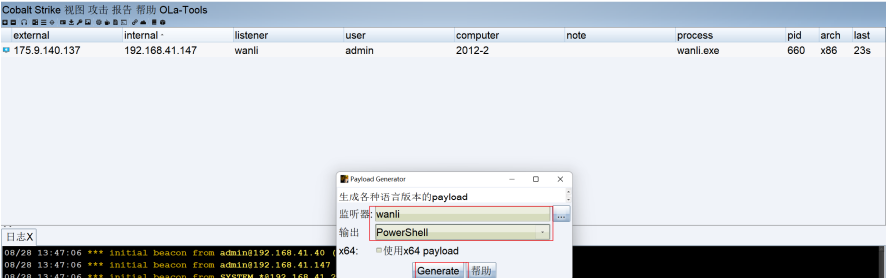 Cobalt Strike 视图 攻击 报告 帮助 OLa-Tools
external internal listener user computer note process pid arch last
175.9.140.137 192.168.41.147 wanli admin 2012-2 wanli.exe 660 x86 23s
Payload Generator
生成各种语言版本的payload
监听器: wanli ...
输出 PowerShell
x64: 使用x64 payload
Generate 帮助
日志X
08/28 13:47:06 *** initial beacon from admin@192.168.41.40 (
08/28 13:47:06 *** initial beacon from admin@192.168.41.147
08/28 13:47:06 *** initial beacon from SYSTEM *@192.168.41.2